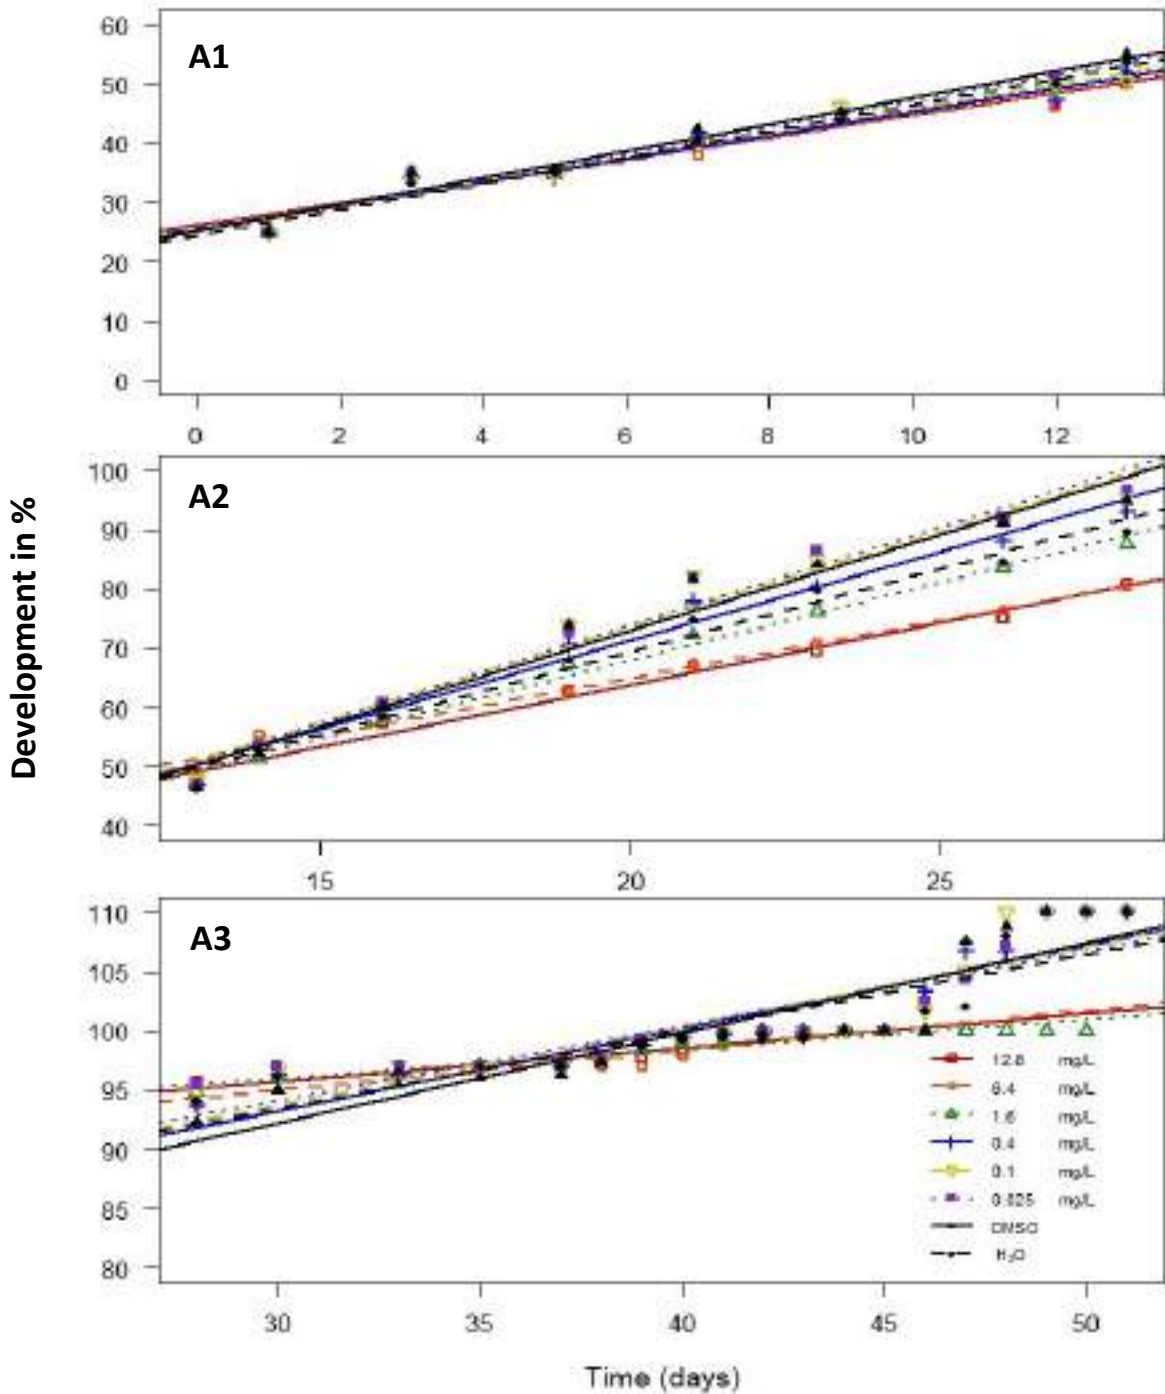 A1
60
50
40
30
20
10
0
0 2 4 6 8 10 12
A2
100
90
80
70
60
50
40
15 20 25
Development in %
A3
110
105
100
95
90
85
80
12.8 mg/L
6.4 mg/L
1.6 mg/L
0.4 mg/L
0.1 mg/L
0.025 mg/L
DMSO
H₂O
30 35 40 45 50
Time (days)